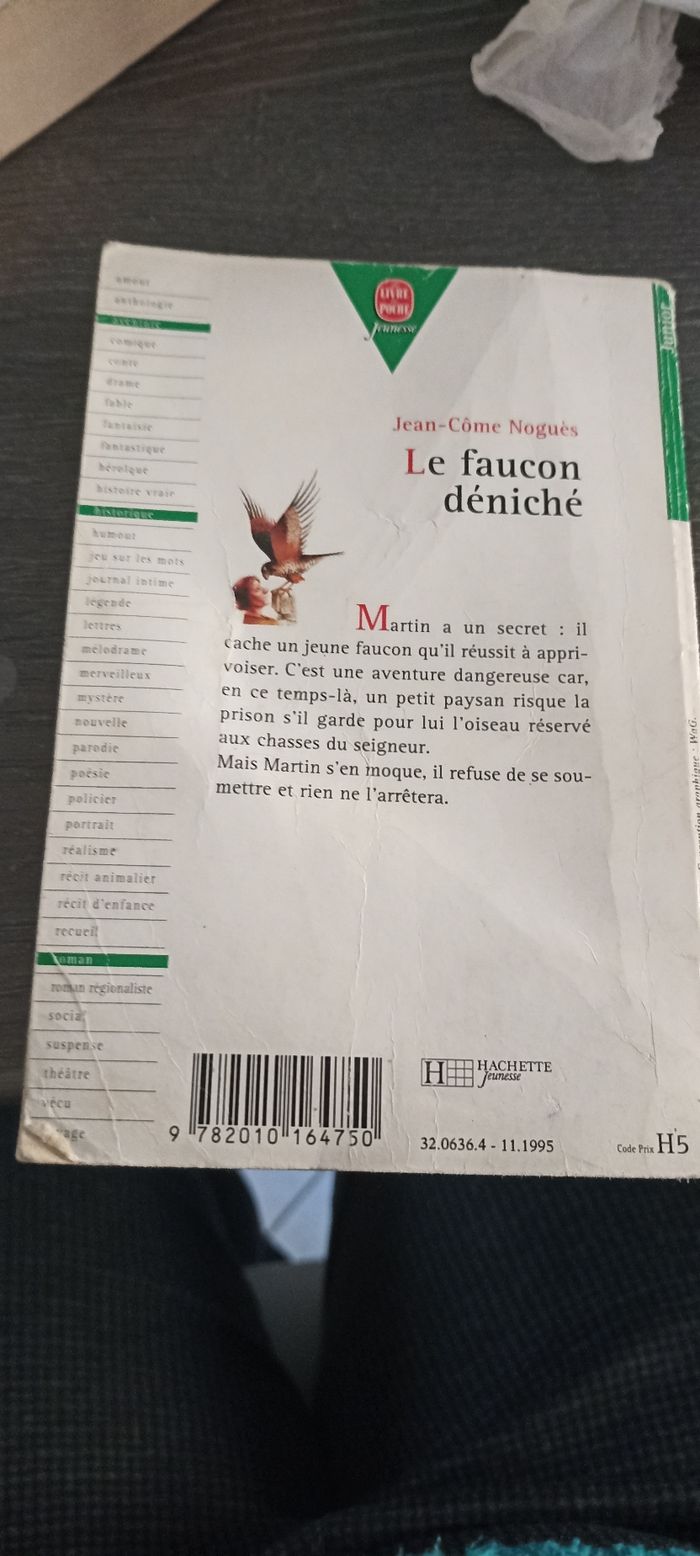 amour
anthologie
aventure
comique
conte
drame
fable
fantaisie
fantastique
héroïque
histoire vraie
historique
humour
jeu sur les mots
journal intime
légende
lettres
mélodrame
merveilleux
mystère
nouvelle
parodie
poésie
policier
portrait
réalisme
récit animalier
récit d'enfance
recueil
roman
roman régionaliste
social
suspense
théâtre
vécu
LIVRE
POCHE
Jeunesse
Junior
Jean-Côme Noguès
Le faucon
déniché
Martin a un secret : il
cache un jeune faucon qu'il réussit à appri-
voiser. C'est une aventure dangereuse car,
en ce temps-là, un petit paysan risque la
prison s'il garde pour lui l'oiseau réservé
aux chasses du seigneur.
Mais Martin s'en moque, il refuse de se sou-
mettre et rien ne l'arrêtera.
9 782010 164750
H HACHETTE
Jeunesse
32.0636.4 - 11.1995
Code Prix H'5